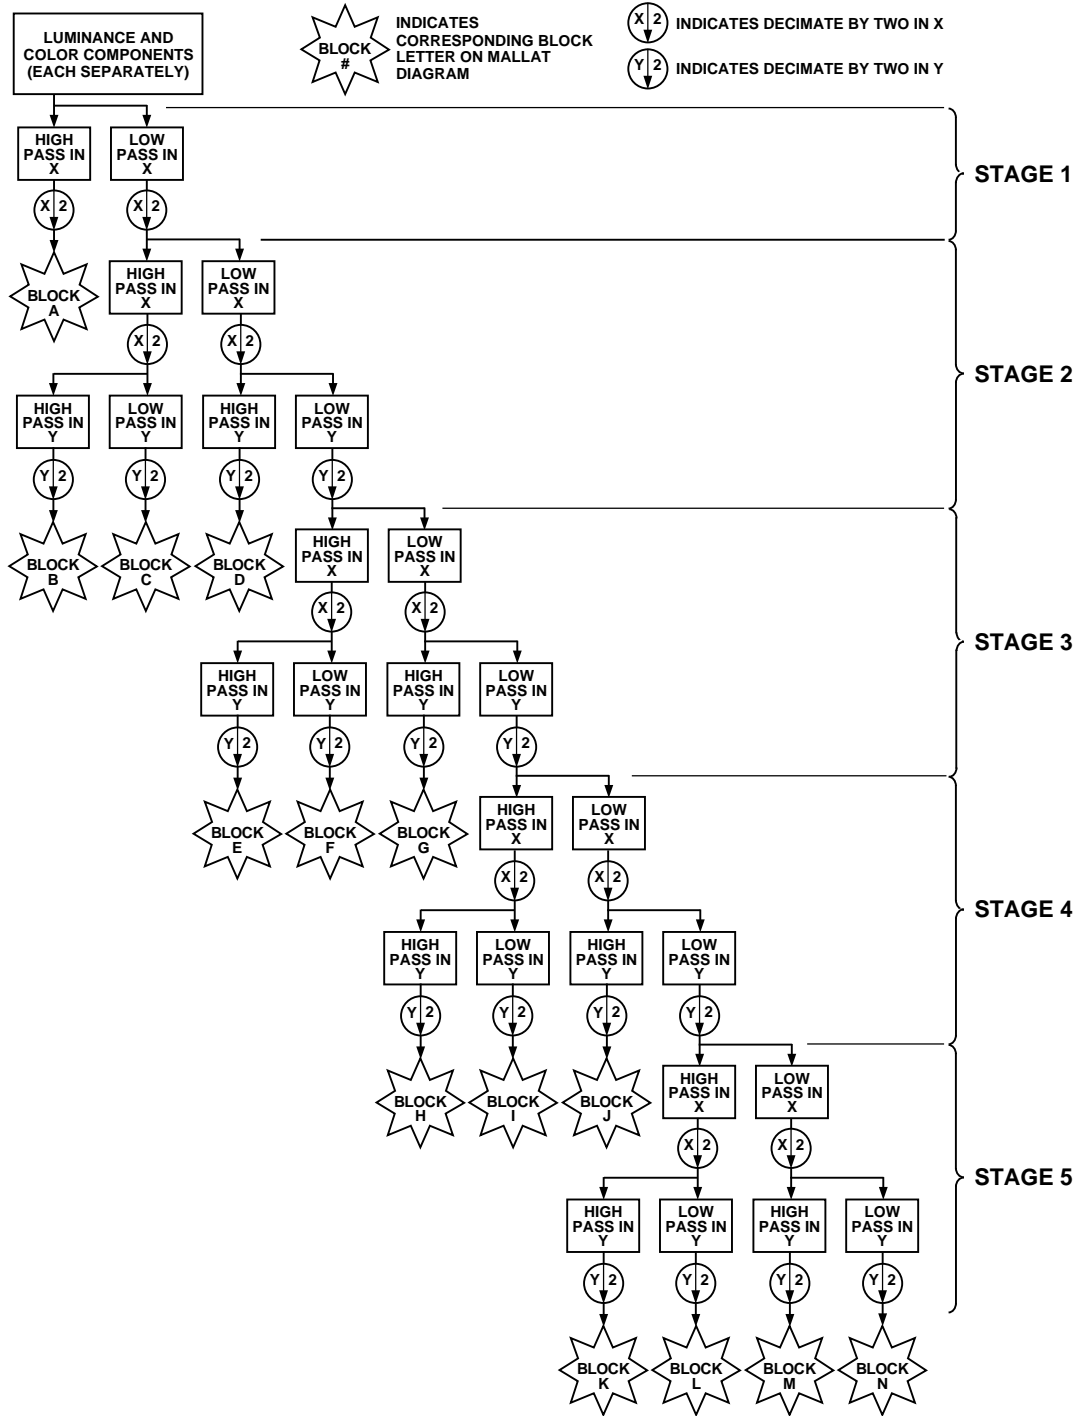 LUMINANCE AND
COLOR COMPONENTS
(EACH SEPARATELY)
BLOCK
#
INDICATES
CORRESPONDING BLOCK
LETTER ON MALLAT
DIAGRAM
X 2
INDICATES DECIMATE BY TWO IN X
Y 2
INDICATES DECIMATE BY TWO IN Y
HIGH
PASS IN
X
LOW
PASS IN
X
STAGE 1
X 2
X 2
BLOCK
A
HIGH
PASS IN
X
LOW
PASS IN
X
X 2
X 2
STAGE 2
HIGH
PASS IN
Y
LOW
PASS IN
Y
HIGH
PASS IN
Y
LOW
PASS IN
Y
Y 2
Y 2
Y 2
Y 2
BLOCK
B
BLOCK
C
BLOCK
D
HIGH
PASS IN
X
LOW
PASS IN
X
X 2
X 2
STAGE 3
HIGH
PASS IN
Y
LOW
PASS IN
Y
HIGH
PASS IN
Y
LOW
PASS IN
Y
Y 2
Y 2
Y 2
Y 2
BLOCK
E
BLOCK
F
BLOCK
G
HIGH
PASS IN
X
LOW
PASS IN
X
X 2
X 2
STAGE 4
HIGH
PASS IN
Y
LOW
PASS IN
Y
HIGH
PASS IN
Y
LOW
PASS IN
Y
Y 2
Y 2
Y 2
Y 2
BLOCK
H
BLOCK
I
BLOCK
J
HIGH
PASS IN
X
LOW
PASS IN
X
X 2
X 2
STAGE 5
HIGH
PASS IN
Y
LOW
PASS IN
Y
HIGH
PASS IN
Y
LOW
PASS IN
Y
Y 2
Y 2
Y 2
Y 2
BLOCK
K
BLOCK
L
BLOCK
M
BLOCK
N